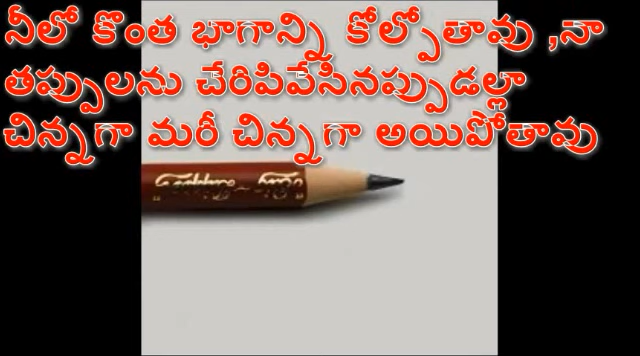 నీలో కొంత భాగాన్ని కోల్పోతావు ,నా
తప్పులను చేరిపివేసినప్పుడల్లా
చిన్నగా మరీ చిన్నగా అయిపోతావు